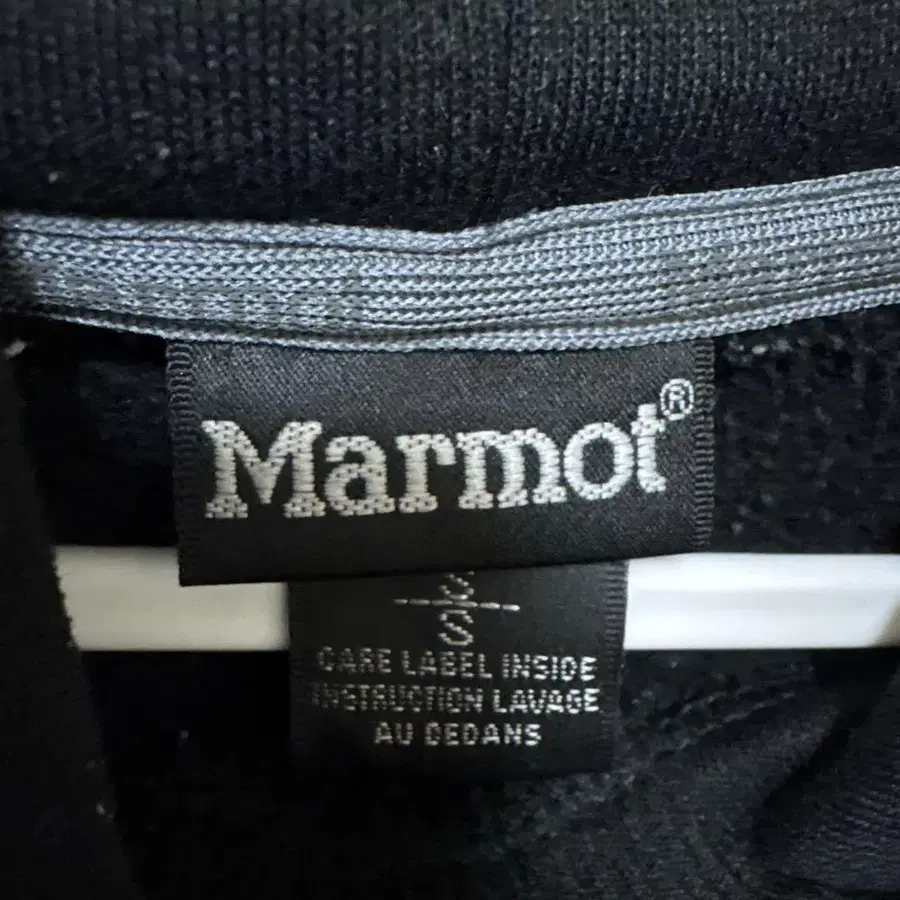 Marmot®
S
S
CARE LABEL INSIDE
INSTRUCTION LAVAGE
AU DEDANS